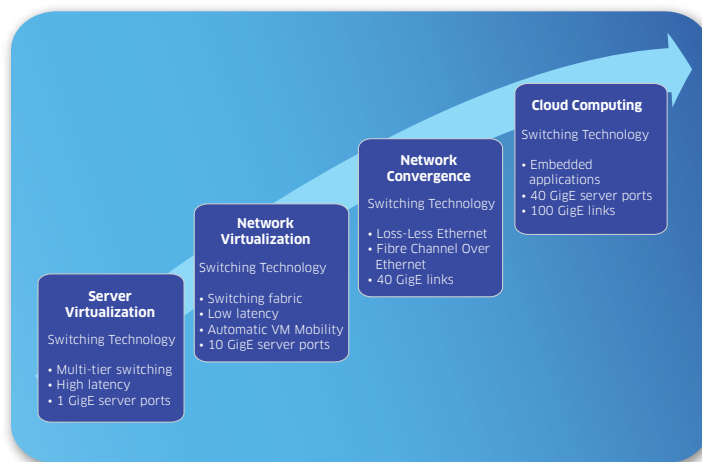 Cloud Computing
Switching Technology
• Embedded
applications
• 40 GigE server ports
• 100 GigE links
Network
Convergence
Switching Technology
• Loss-Less Ethernet
• Fibre Channel Over
Ethernet
• 40 GigE links
Network
Virtualization
Switching Technology
• Switching fabric
• Low latency
• Automatic VM Mobility
• 10 GigE server ports
Server
Virtualization
Switching Technology
• Multi-tier switching
• High latency
• 1 GigE server ports